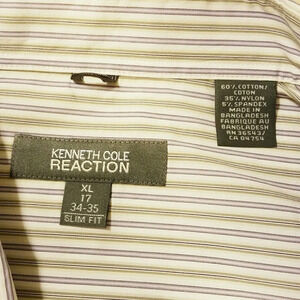 KENNETH COLE
REACTION
XL
17
34-35
SLIM FIT
60% COTTON/
COTON
35% NYLON
5% SPANDEX
MADE IN
BANGLADESH
FABRIQUE AU
BANGLADESH
RN 36543/
CA 04754